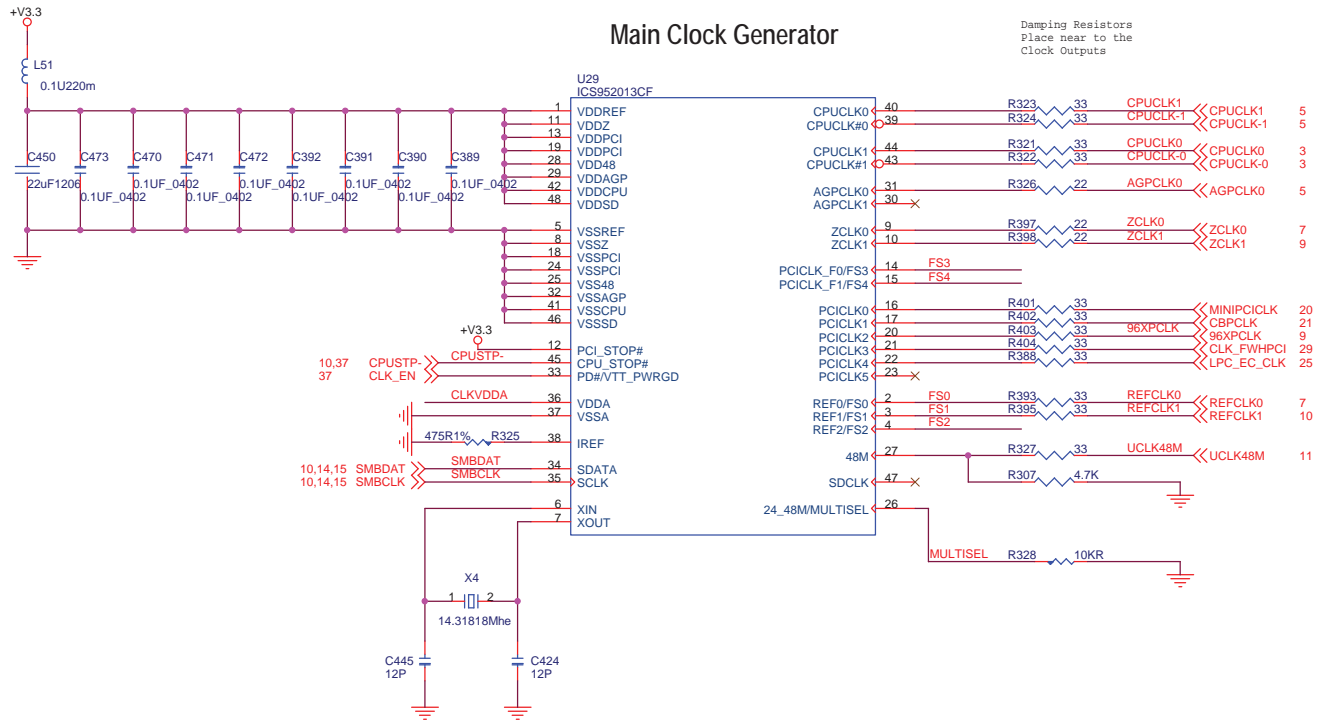 +V3.3
Main Clock Generator
Damping Resistors
Place near to the
Clock Outputs
L51
0.1U220m
U29
ICS952013CF
C450
22uF1206
C473
0.1UF_0402
C470
0.1UF_0402
C471
0.1UF_0402
C472
0.1UF_0402
C392
0.1UF_0402
C391
0.1UF_0402
C390
0.1UF_0402
C389
0.1UF_0402
1 VDDREF
11 VDDZ
13 VDDPCI
19 VDDPCI
28 VDD48
29 VDDAGP
42 VDDCPU
48 VDDSD
5 VSSREF
8 VSSZ
18 VSSPCI
24 VSSPCI
25 VSS48
32 VSSAGP
41 VSSCPU
46 VSSSD
+V3.3
12 PCI_STOP#
10,37 CPUSTP- CPUSTP- 45 CPU_STOP#
37 CLK_EN 33 PD#/VTT_PWRGD
CLKVDDA 36 VDDA
37 VSSA
475R1% R325 38 IREF
10,14,15 SMBDAT SMBDAT 34 SDATA
10,14,15 SMBCLK SMBCLK 35 SCLK
6 XIN
7 XOUT
X4
1 2
14.31818Mhe
C445
12P
C424
12P
CPUCLK0 40 R323 33 CPUCLK1 CPUCLK1 5
CPUCLK#0 39 R324 33 CPUCLK-1 CPUCLK-1 5
CPUCLK1 44 R321 33 CPUCLK0 CPUCLK0 3
CPUCLK#1 43 R322 33 CPUCLK-0 CPUCLK-0 3
AGPCLK0 31 R326 22 AGPCLK0 AGPCLK0 5
AGPCLK1 30
ZCLK0 9 R397 22 ZCLK0 ZCLK0 7
ZCLK1 10 R398 22 ZCLK1 ZCLK1 9
PCICLK_F0/FS3 14 FS3
PCICLK_F1/FS4 15 FS4
PCICLK0 16 R401 33 MINIPCICLK 20
PCICLK1 17 R402 33 CBPCLK 21
PCICLK2 20 R403 33 96XPCLK 96XPCLK 9
PCICLK3 21 R404 33 CLK_FWHPCI 29
PCICLK4 22 R388 33 LPC_EC_CLK 25
PCICLK5 23
REF0/FS0 2 FS0 R393 33 REFCLK0 REFCLK0 7
REF1/FS1 3 FS1 R395 33 REFCLK1 REFCLK1 10
REF2/FS2 4 FS2
48M 27 R327 33 UCLK48M UCLK48M 11
R307 4.7K
SDCLK 47
24_48M/MULTISEL 26
MULTISEL R328 10KR